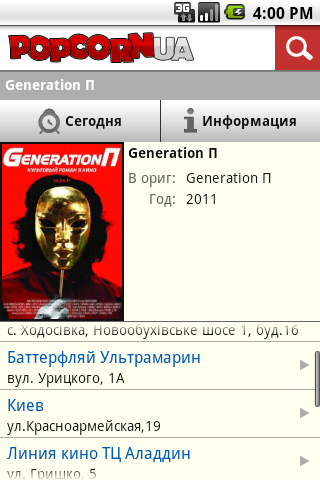 3G 4:00 PM
POPCORNUA
Generation П
Сегодня Информация
GENERATIONП
КУЛЬТОВЫЙ РОМАН В КИНО
Generation П
В ориг: Generation П
Год: 2011
с. Ходосівка, Новообухівське шосе 1, буд.16
Баттерфляй Ультрамарин
вул. Урицкого, 1А
Киев
ул.Красноармейская,19
Линия кино ТЦ Аладдин
ул. Гришко, 5